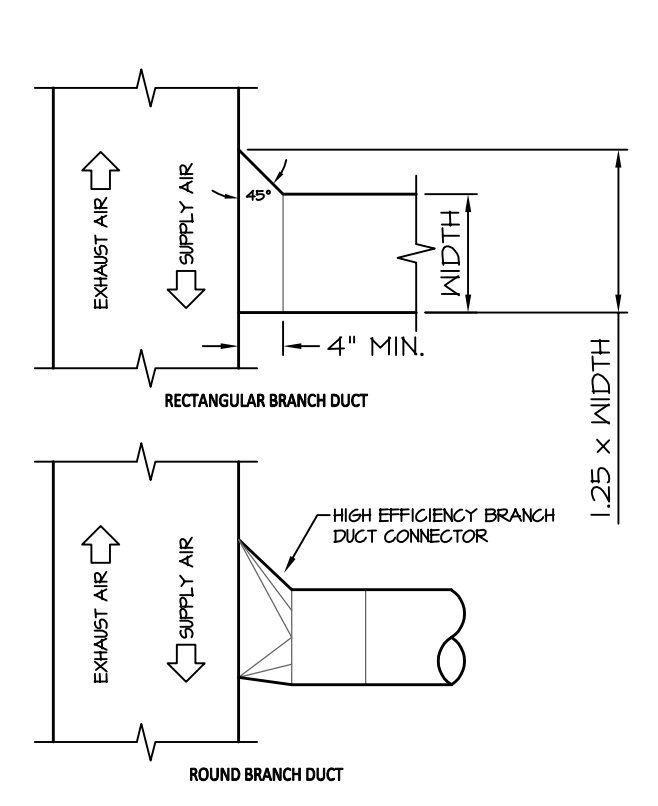 EXHAUST AIR
SUPPLY AIR
45°
WIDTH
4" MIN.
1.25 x WIDTH
RECTANGULAR BRANCH DUCT
HIGH EFFICIENCY BRANCH
DUCT CONNECTOR
EXHAUST AIR
SUPPLY AIR
ROUND BRANCH DUCT